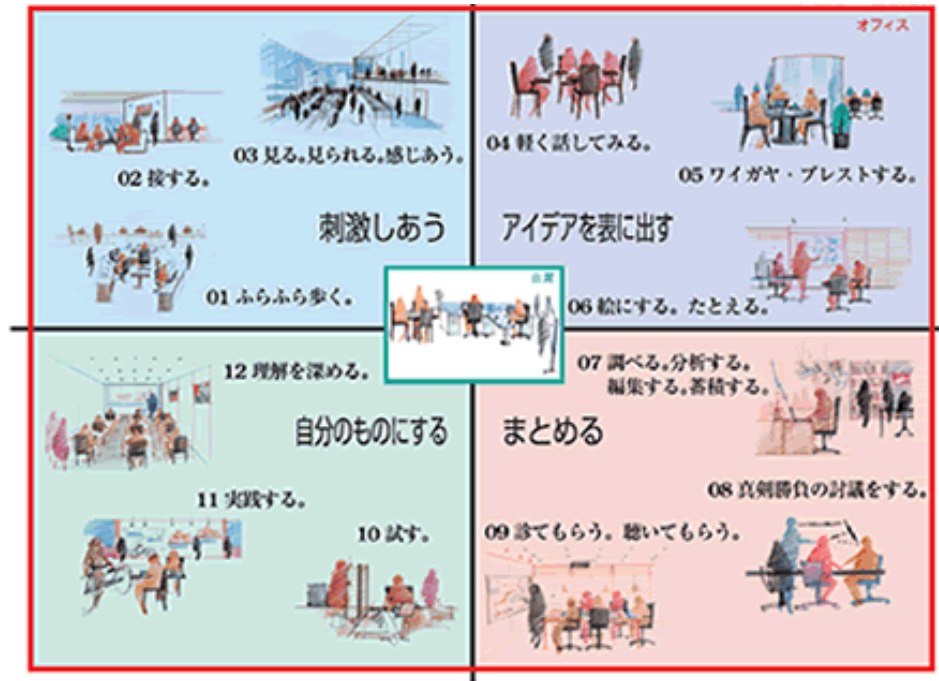 オフィス
03 見る。見られる。感じあう。
02 接する。
刺激しあう
01 ふらふら歩く。
04 軽く話してみる。
05 ワイガヤ・ブレストする。
アイデアを表に出す
06 絵にする。たとえる。
12 理解を深める。
自分のものにする
11 実践する。
10 試す。
07 調べる。分析する。
編集する。蓄積する。
まとめる
08 真剣勝負の討議をする。
09 診てもらう。聴いてもらう。